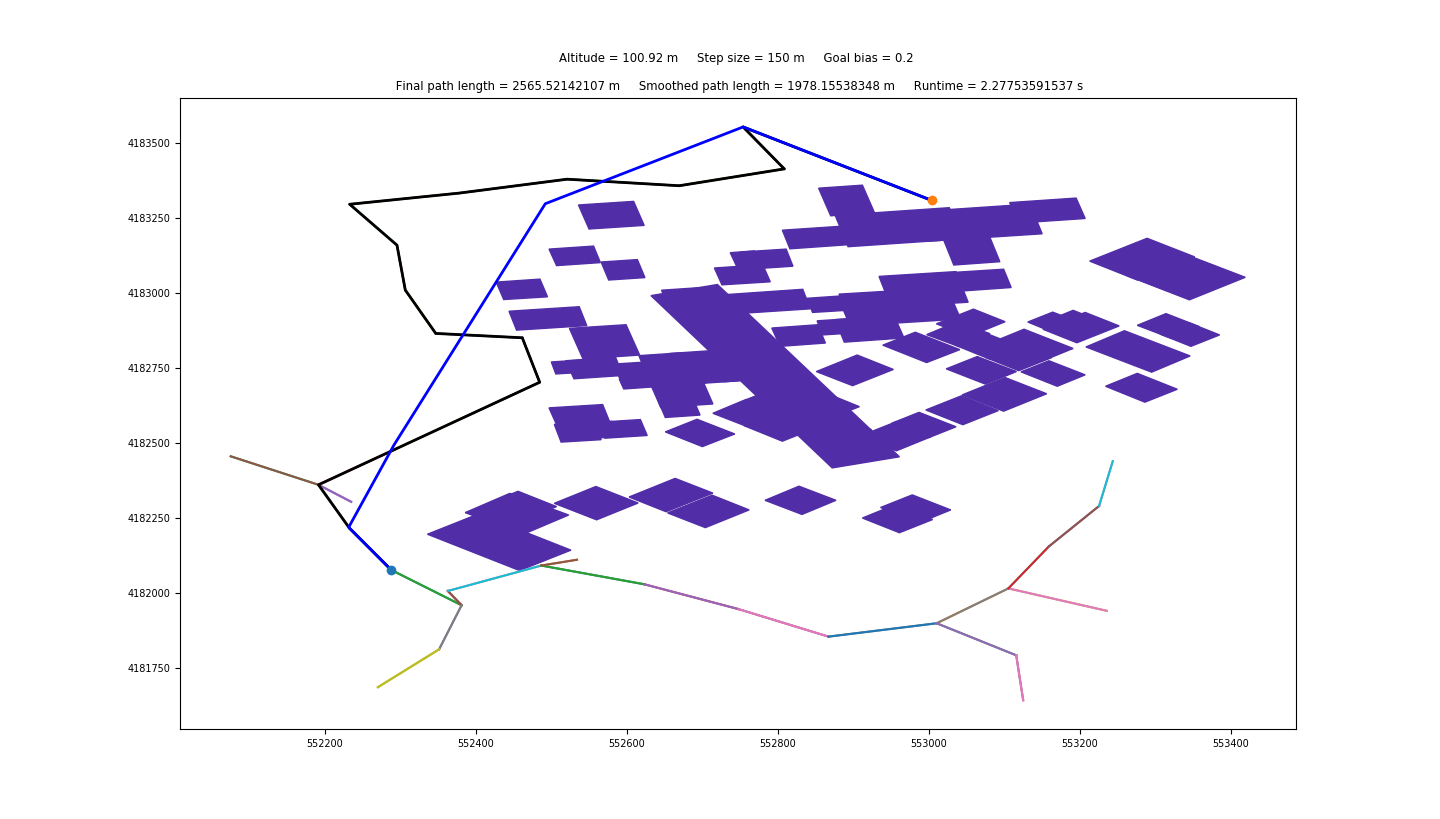 Altitude = 100.92 m Step size = 150 m Goal bias = 0.2
Final path length = 2565.52142107 m Smoothed path length = 1978.15538348 m Runtime = 2.27753591537 s
4183500
4183250
4183000
4182750
4182500
4182250
4182000
4181750
552200 552400 552600 552800 553000 553200 553400